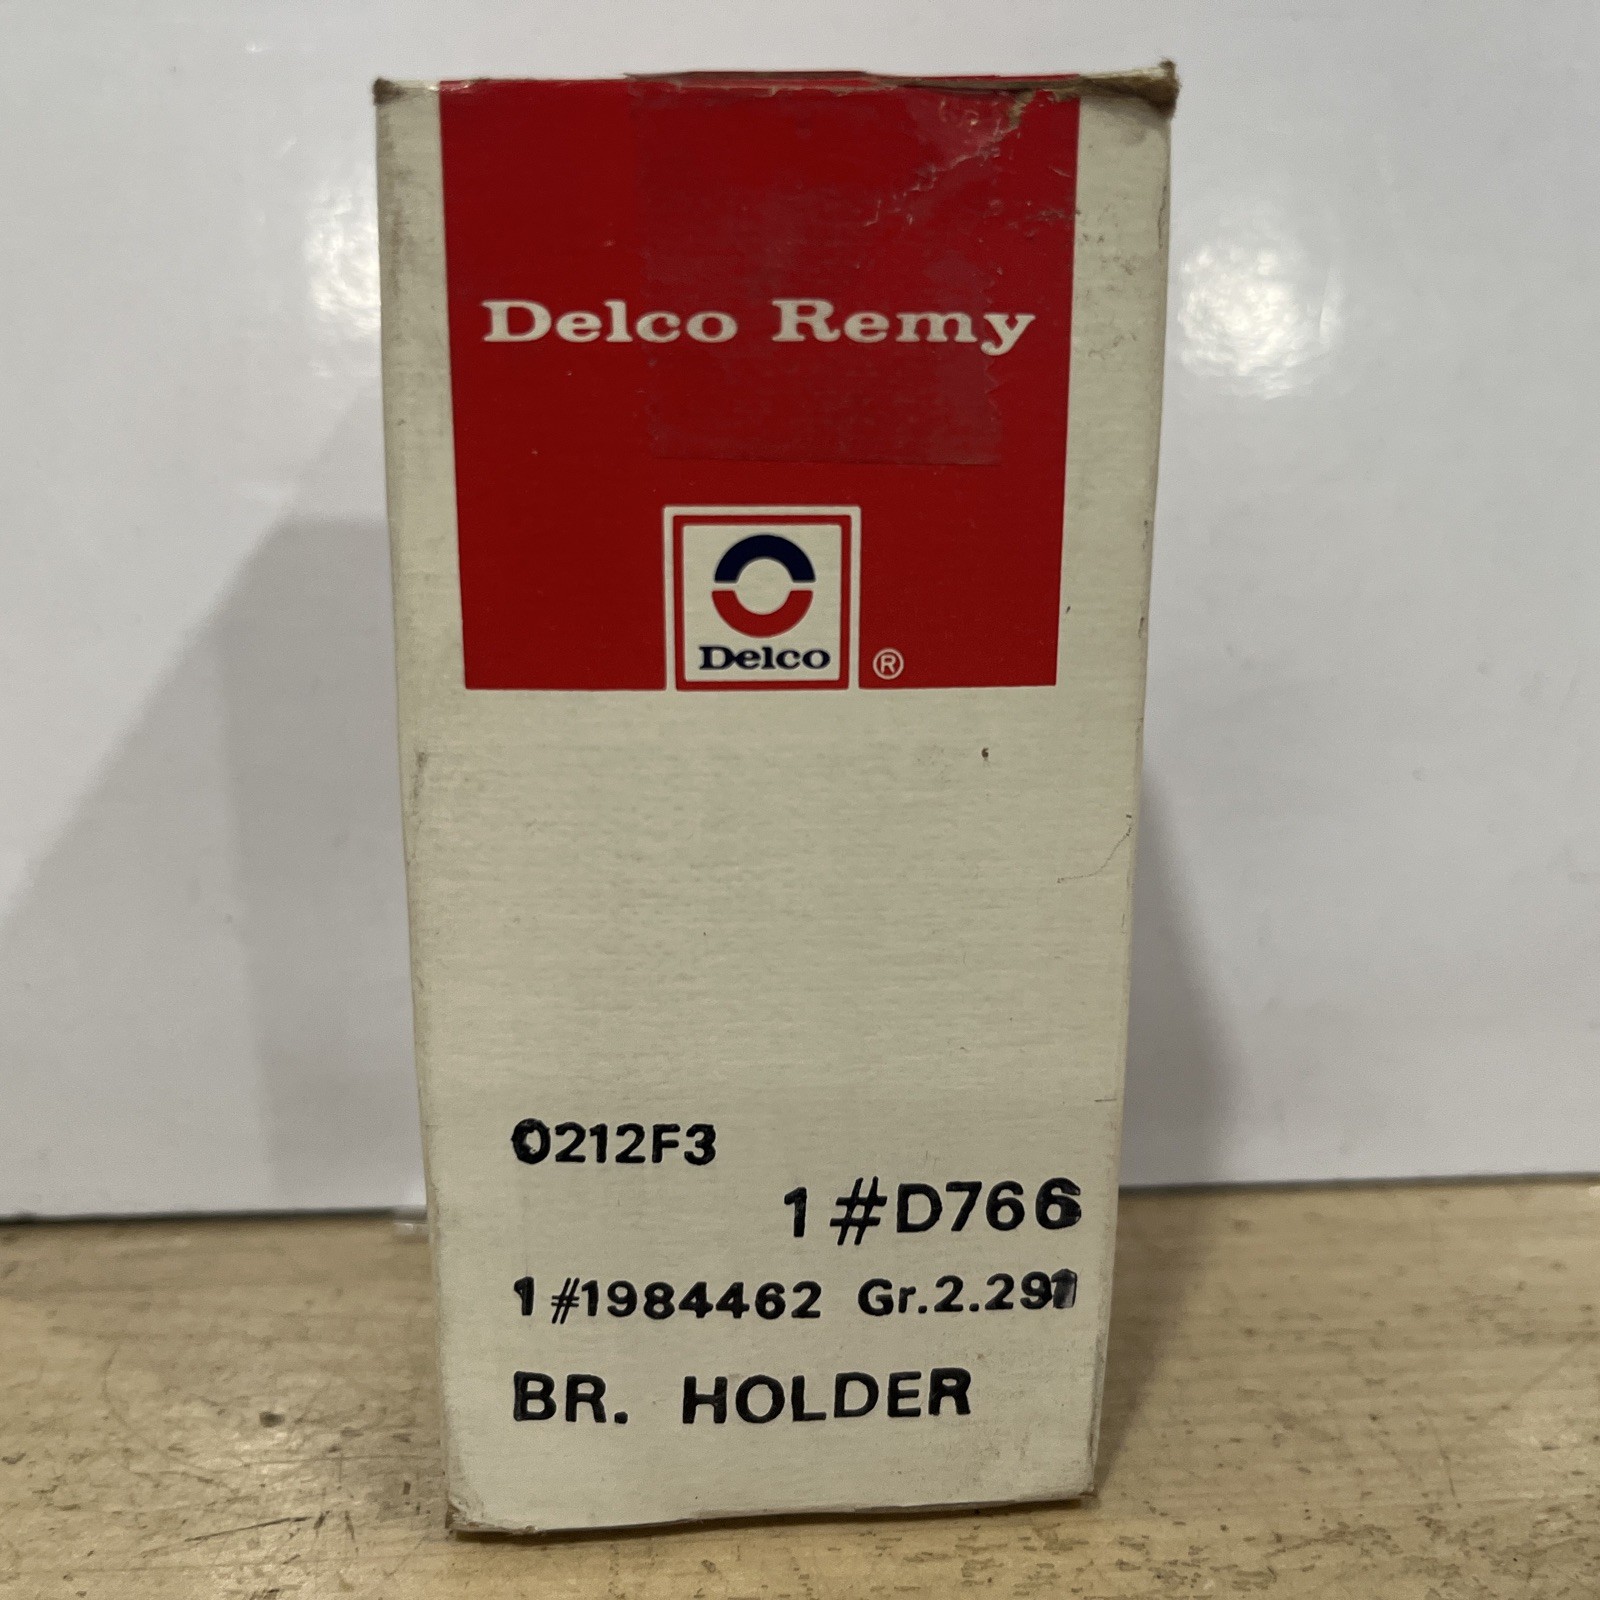 Delco Remy
Delco ®
0212F3
1#D766
1#1984462 Gr.2.291
BR. HOLDER